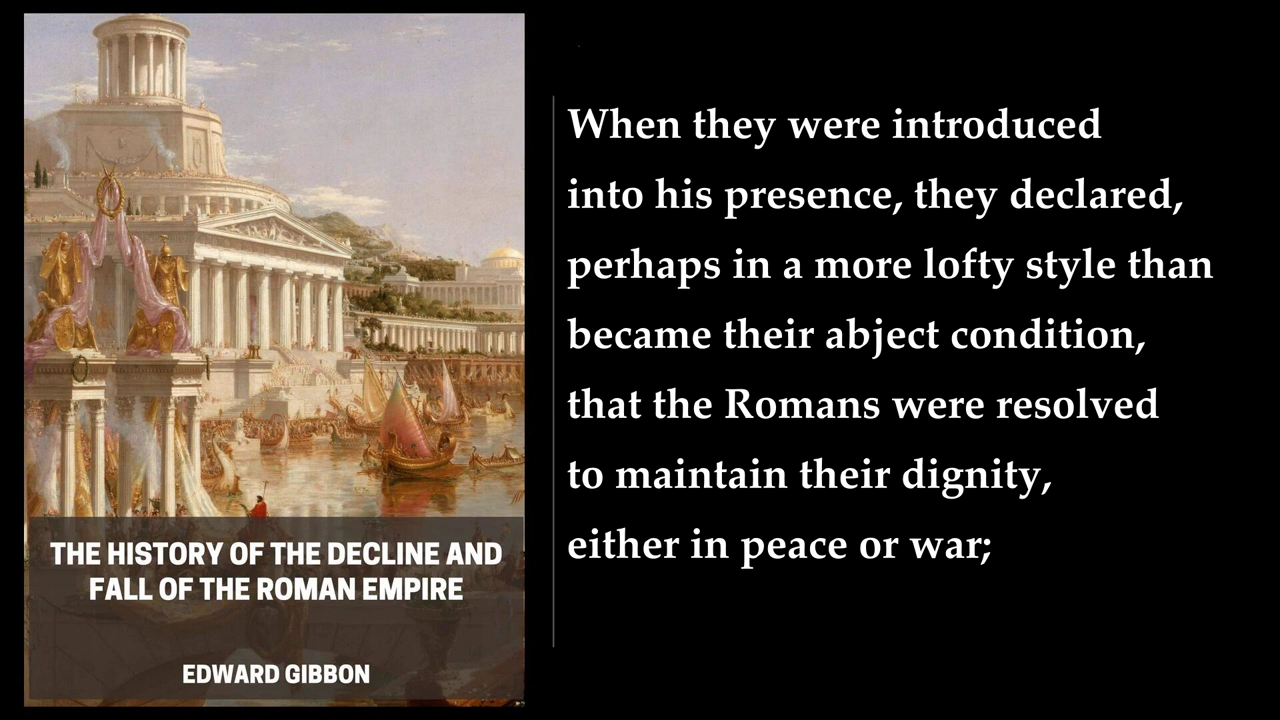 THE HISTORY OF THE DECLINE AND
FALL OF THE ROMAN EMPIRE
EDWARD GIBBON
When they were introduced
into his presence, they declared,
perhaps in a more lofty style than
became their abject condition,
that the Romans were resolved
to maintain their dignity,
either in peace or war;